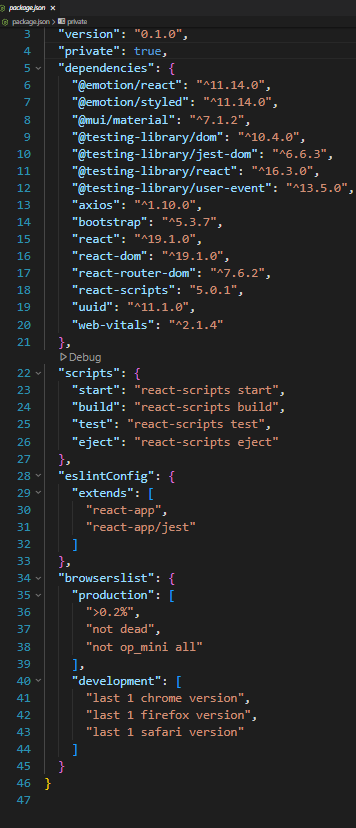 package.json ×
package.json > private
3 "version": "0.1.0",
4 "private": true,
5 "dependencies": {
6 "@emotion/react": "^11.14.0",
7 "@emotion/styled": "^11.14.0",
8 "@mui/material": "^7.1.2",
9 "@testing-library/dom": "^10.4.0",
10 "@testing-library/jest-dom": "^6.6.3",
11 "@testing-library/react": "^16.3.0",
12 "@testing-library/user-event": "^13.5.0",
13 "axios": "^1.10.0",
14 "bootstrap": "^5.3.7",
15 "react": "^19.1.0",
16 "react-dom": "^19.1.0",
17 "react-router-dom": "^7.6.2",
18 "react-scripts": "5.0.1",
19 "uuid": "^11.1.0",
20 "web-vitals": "^2.1.4"
21 },
Debug
22 "scripts": {
23 "start": "react-scripts start",
24 "build": "react-scripts build",
25 "test": "react-scripts test",
26 "eject": "react-scripts eject"
27 },
28 "eslintConfig": {
29 "extends": [
30 "react-app",
31 "react-app/jest"
32 ]
33 },
34 "browserslist": {
35 "production": [
36 ">0.2%",
37 "not dead",
38 "not op_mini all"
39 ],
40 "development": [
41 "last 1 chrome version",
42 "last 1 firefox version",
43 "last 1 safari version"
44 ]
45 }
46 }
47